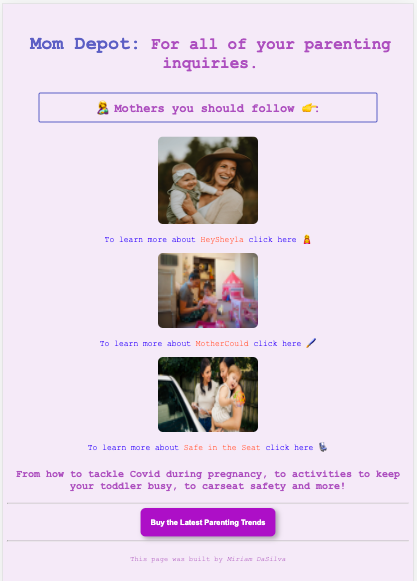 Mom Depot: For all of your parenting
inquiries.
🤱 Mothers you should follow 👉:
To learn more about HeySheyla click here 🧸
To learn more about MotherCould click here 🖊️
To learn more about Safe in the Seat click here 💺
From how to tackle Covid during pregnancy, to activities to keep
your toddler busy, to carseat safety and more!
Buy the Latest Parenting Trends
This page was built by Miriam DaSilva